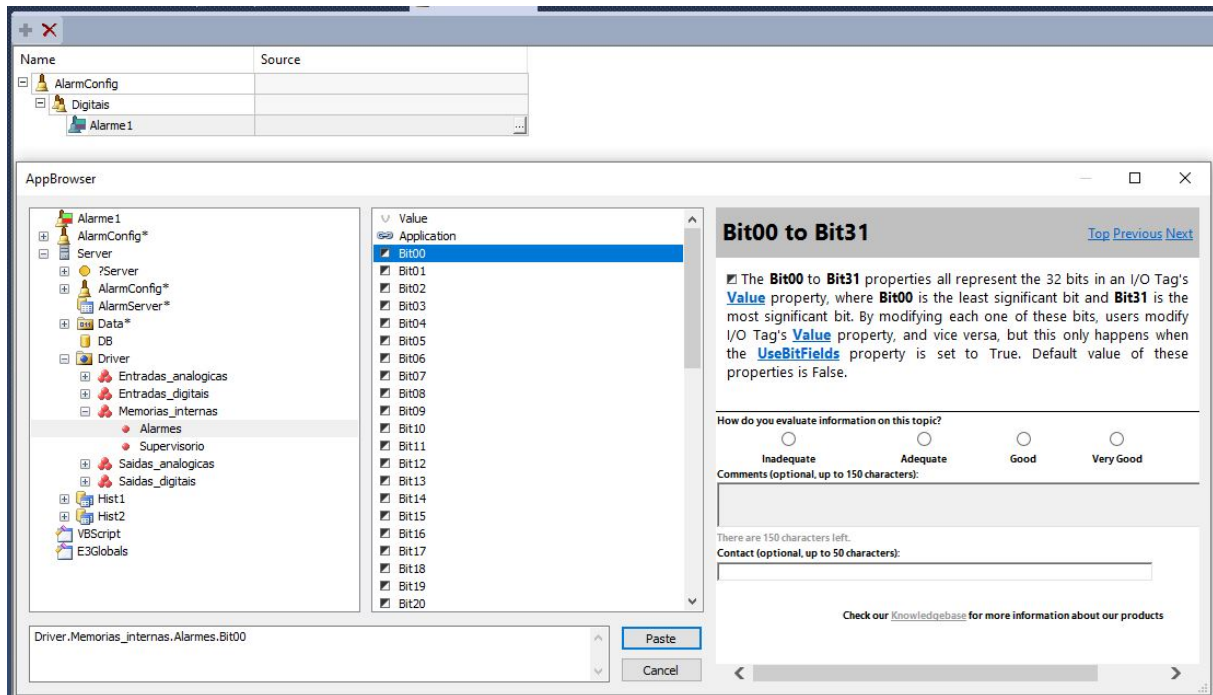 Name Source
AlarmConfig
Digitais
Alarme1 ...
AppBrowser
Alarme1
AlarmConfig*
Server
?Server
AlarmConfig*
AlarmServer*
Data*
DB
Driver
Entradas_analogicas
Entradas_digitais
Memorias_internas
Alarmes
Supervisorio
Saidas_analogicas
Saidas_digitais
Hist1
Hist2
VBScript
E3Globals
Value
Application
Bit00
Bit01
Bit02
Bit03
Bit04
Bit05
Bit06
Bit07
Bit08
Bit09
Bit10
Bit11
Bit12
Bit13
Bit14
Bit15
Bit16
Bit17
Bit18
Bit19
Bit20
Bit00 to Bit31 Top Previous Next
The Bit00 to Bit31 properties all represent the 32 bits in an I/O Tag's
Value property, where Bit00 is the least significant bit and Bit31 is the
most significant bit. By modifying each one of these bits, users modify
I/O Tag's Value property, and vice versa, but this only happens when
the UseBitFields property is set to True. Default value of these
properties is False.
How do you evaluate information on this topic?
Inadequate Adequate Good Very Good
Comments (optional, up to 150 characters):
There are 150 characters left.
Contact (optional, up to 50 characters):
Check our Knowledgebase for more information about our products
Driver.Memorias_internas.Alarmes.Bit00
Paste
Cancel